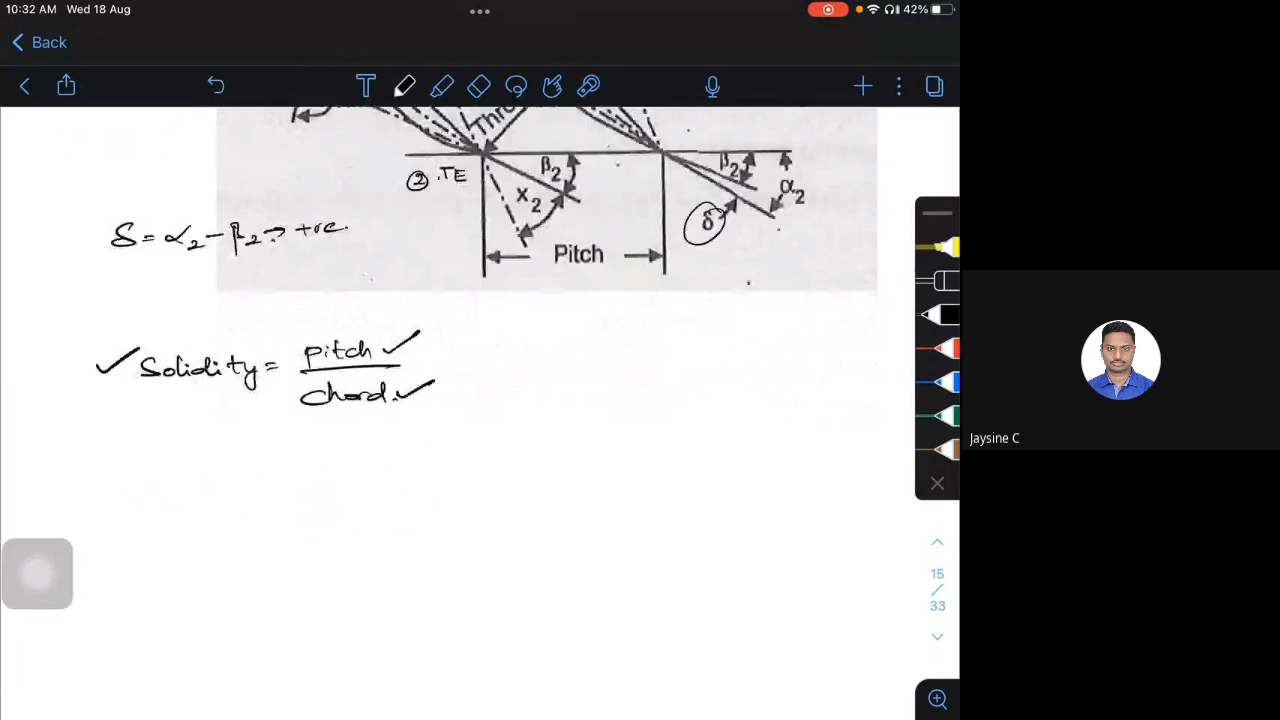 10:32 AM Wed 18 Aug
42%
Back
T
Thro
② .TE
β2
β2
α2
x2
δ
δ = α2 - β2 → +ve.
Pitch
✓ Solidity = pitch ✓
chord. ✓
Jaysine C
15
/
33